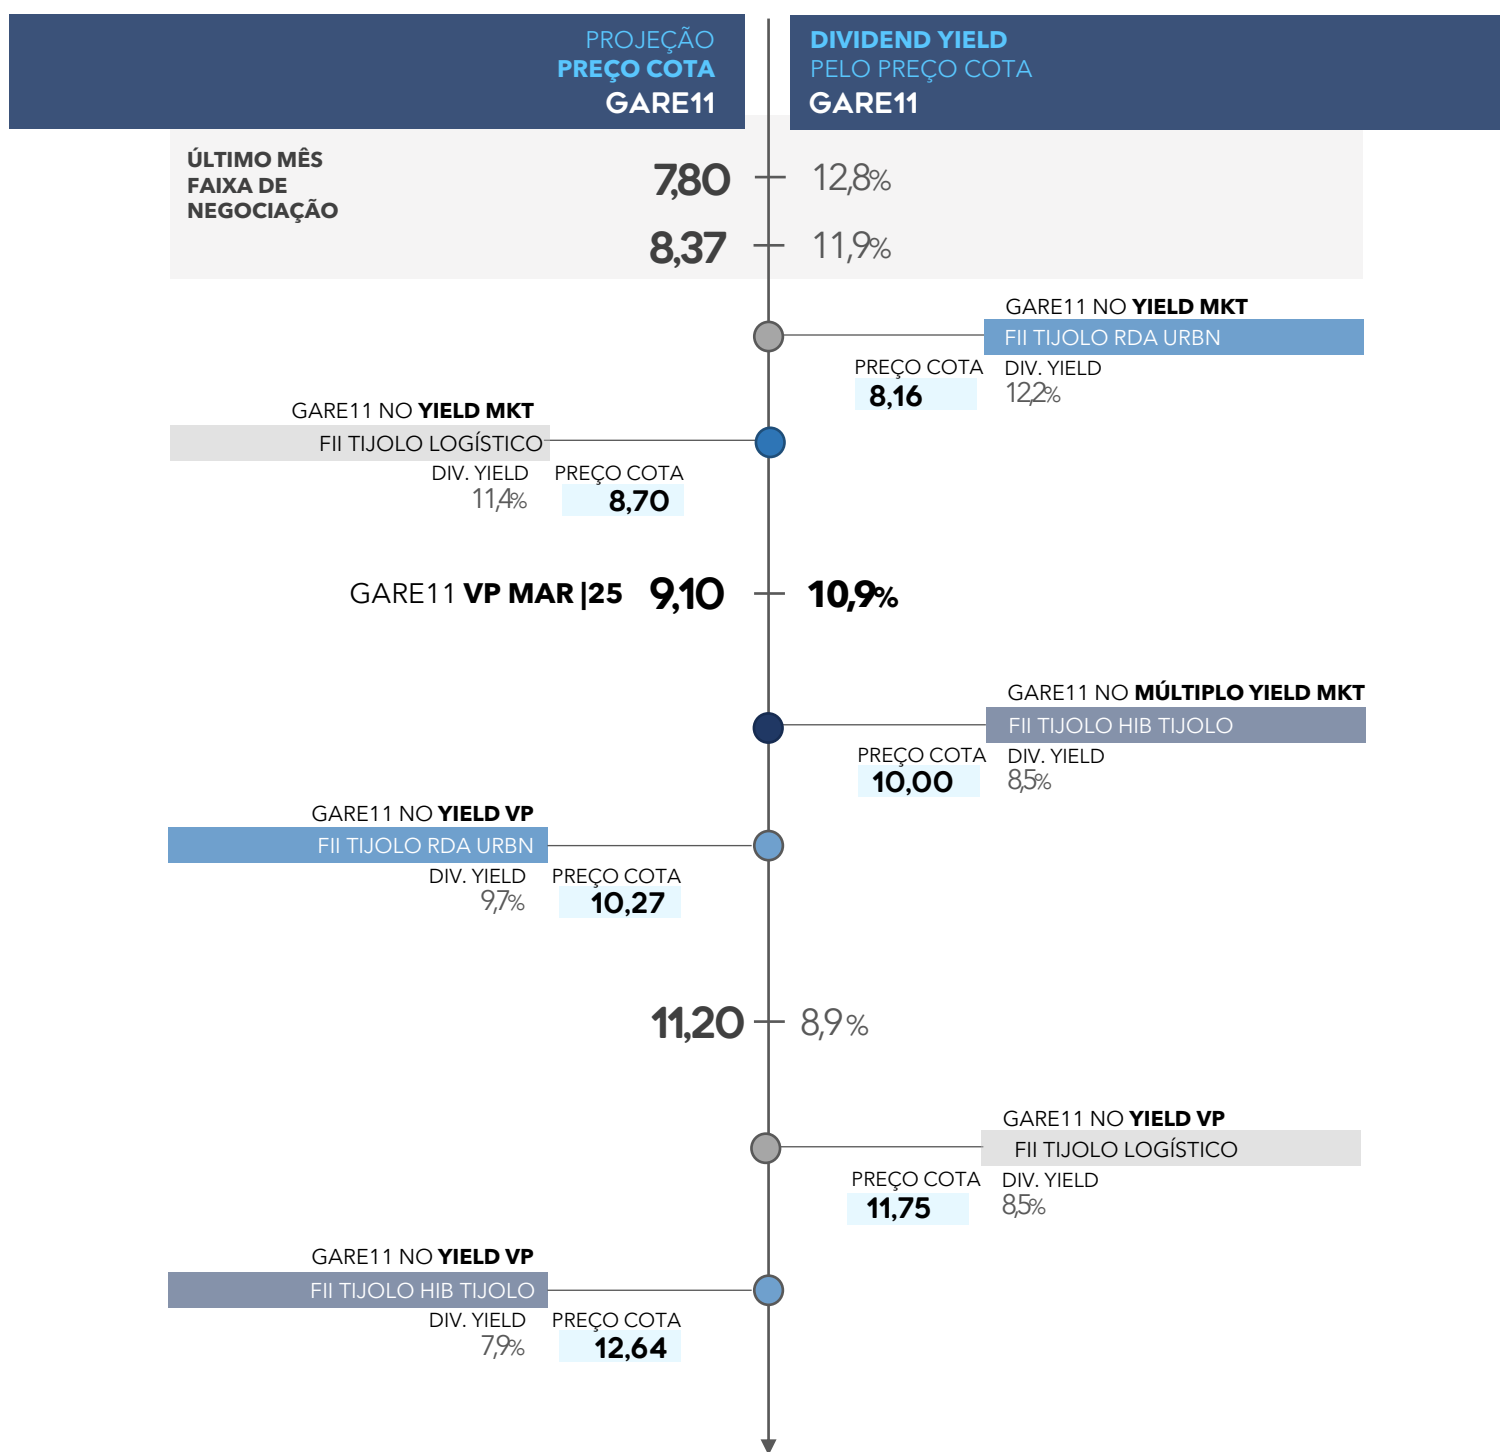 PROJEÇÃO
PREÇO COTA
GARE11
DIVIDEND YIELD
PELO PREÇO COTA
GARE11
ÚLTIMO MÊS
FAIXA DE
NEGOCIAÇÃO
7,80
12,8%
8,37
11,9%
GARE11 NO YIELD MKT
FII TIJOLO RDA URBN
PREÇO COTA
DIV. YIELD
8,16
12,2%
GARE11 NO YIELD MKT
FII TIJOLO LOGÍSTICO
DIV. YIELD
PREÇO COTA
11,4%
8,70
GARE11 VP MAR |25
9,10
10,9%
GARE11 NO MÚLTIPLO YIELD MKT
FII TIJOLO HIB TIJOLO
PREÇO COTA
DIV. YIELD
10,00
8,5%
GARE11 NO YIELD VP
FII TIJOLO RDA URBN
DIV. YIELD
PREÇO COTA
9,7%
10,27
11,20
8,9%
GARE11 NO YIELD VP
FII TIJOLO LOGÍSTICO
PREÇO COTA
DIV. YIELD
11,75
8,5%
GARE11 NO YIELD VP
FII TIJOLO HIB TIJOLO
DIV. YIELD
PREÇO COTA
7,9%
12,64